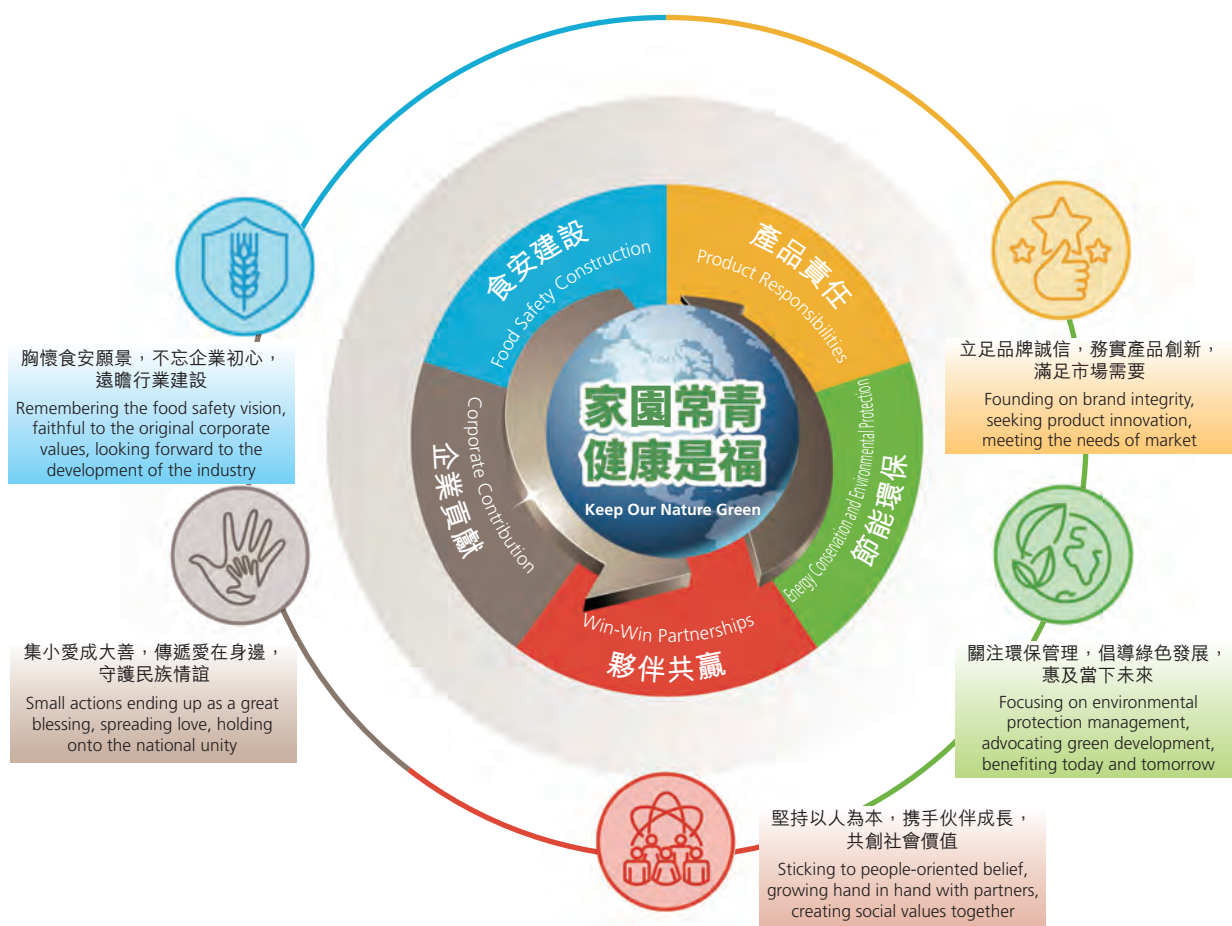 食安建設
Food Safety Construction
產品責任
Product Responsibilities
節能環保
Energy Conservation and Environmental Protection
夥伴共贏
Win-Win Partnerships
企業貢獻
Corporate Contribution
家園常青
健康是福
Keep Our Nature Green
胸懷食安願景，不忘企業初心，
遠瞻行業建設
Remembering the food safety vision,
faithful to the original corporate
values, looking forward to the
development of the industry
立足品牌誠信，務實產品創新，
滿足市場需要
Founding on brand integrity,
seeking product innovation,
meeting the needs of market
集小愛成大善，傳遞愛在身邊，
守護民族情誼
Small actions ending up as a great
blessing, spreading love, holding
onto the national unity
關注環保管理，倡導綠色發展，
惠及當下未來
Focusing on environmental
protection management,
advocating green development,
benefiting today and tomorrow
堅持以人為本，携手伙伴成長，
共創社會價值
Sticking to people-oriented belief,
growing hand in hand with partners,
creating social values together